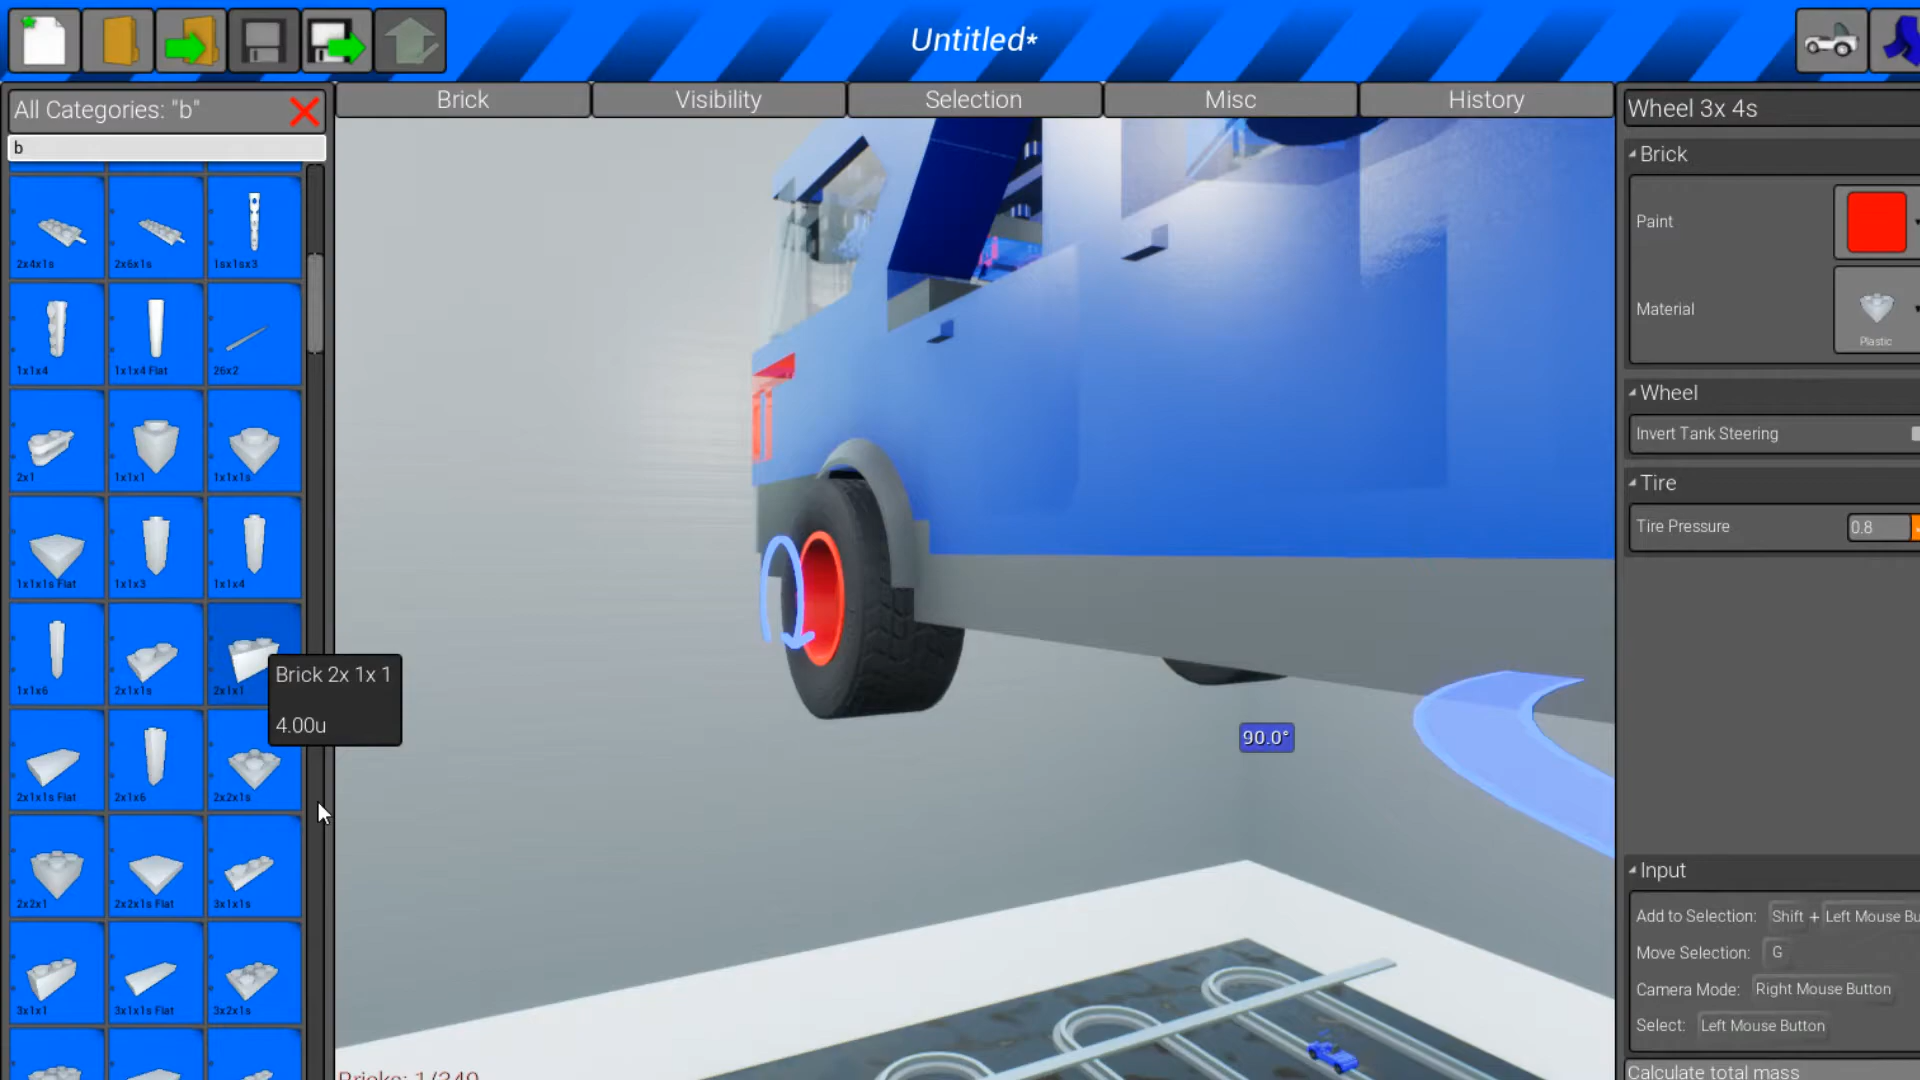 Untitled*
All Categories: "b"
b
Brick
Visibility
Selection
Misc
History
2x4x1s
2x6x1s
1sx1sx3
1x1x4
1x1x4 Flat
26x2
2x1
1x1x1
1x1x1s
1x1x1s Flat
1x1x3
1x1x4
1x1x6
2x1x1s
2x1x1
Brick 2x 1x 1
4.00u
2x1x1s Flat
2x1x6
2x2x1s
2x2x1
2x2x1s Flat
3x1x1s
3x1x1
3x1x1s Flat
3x2x1s
90.0°
Bricks: 1/349
Wheel 3x 4s
Brick
Paint
Material
Plastic
Wheel
Invert Tank Steering
Tire
Tire Pressure
0.8
Input
Add to Selection: Shift + Left Mouse Bu
Move Selection: G
Camera Mode: Right Mouse Button
Select: Left Mouse Button
Calculate total mass